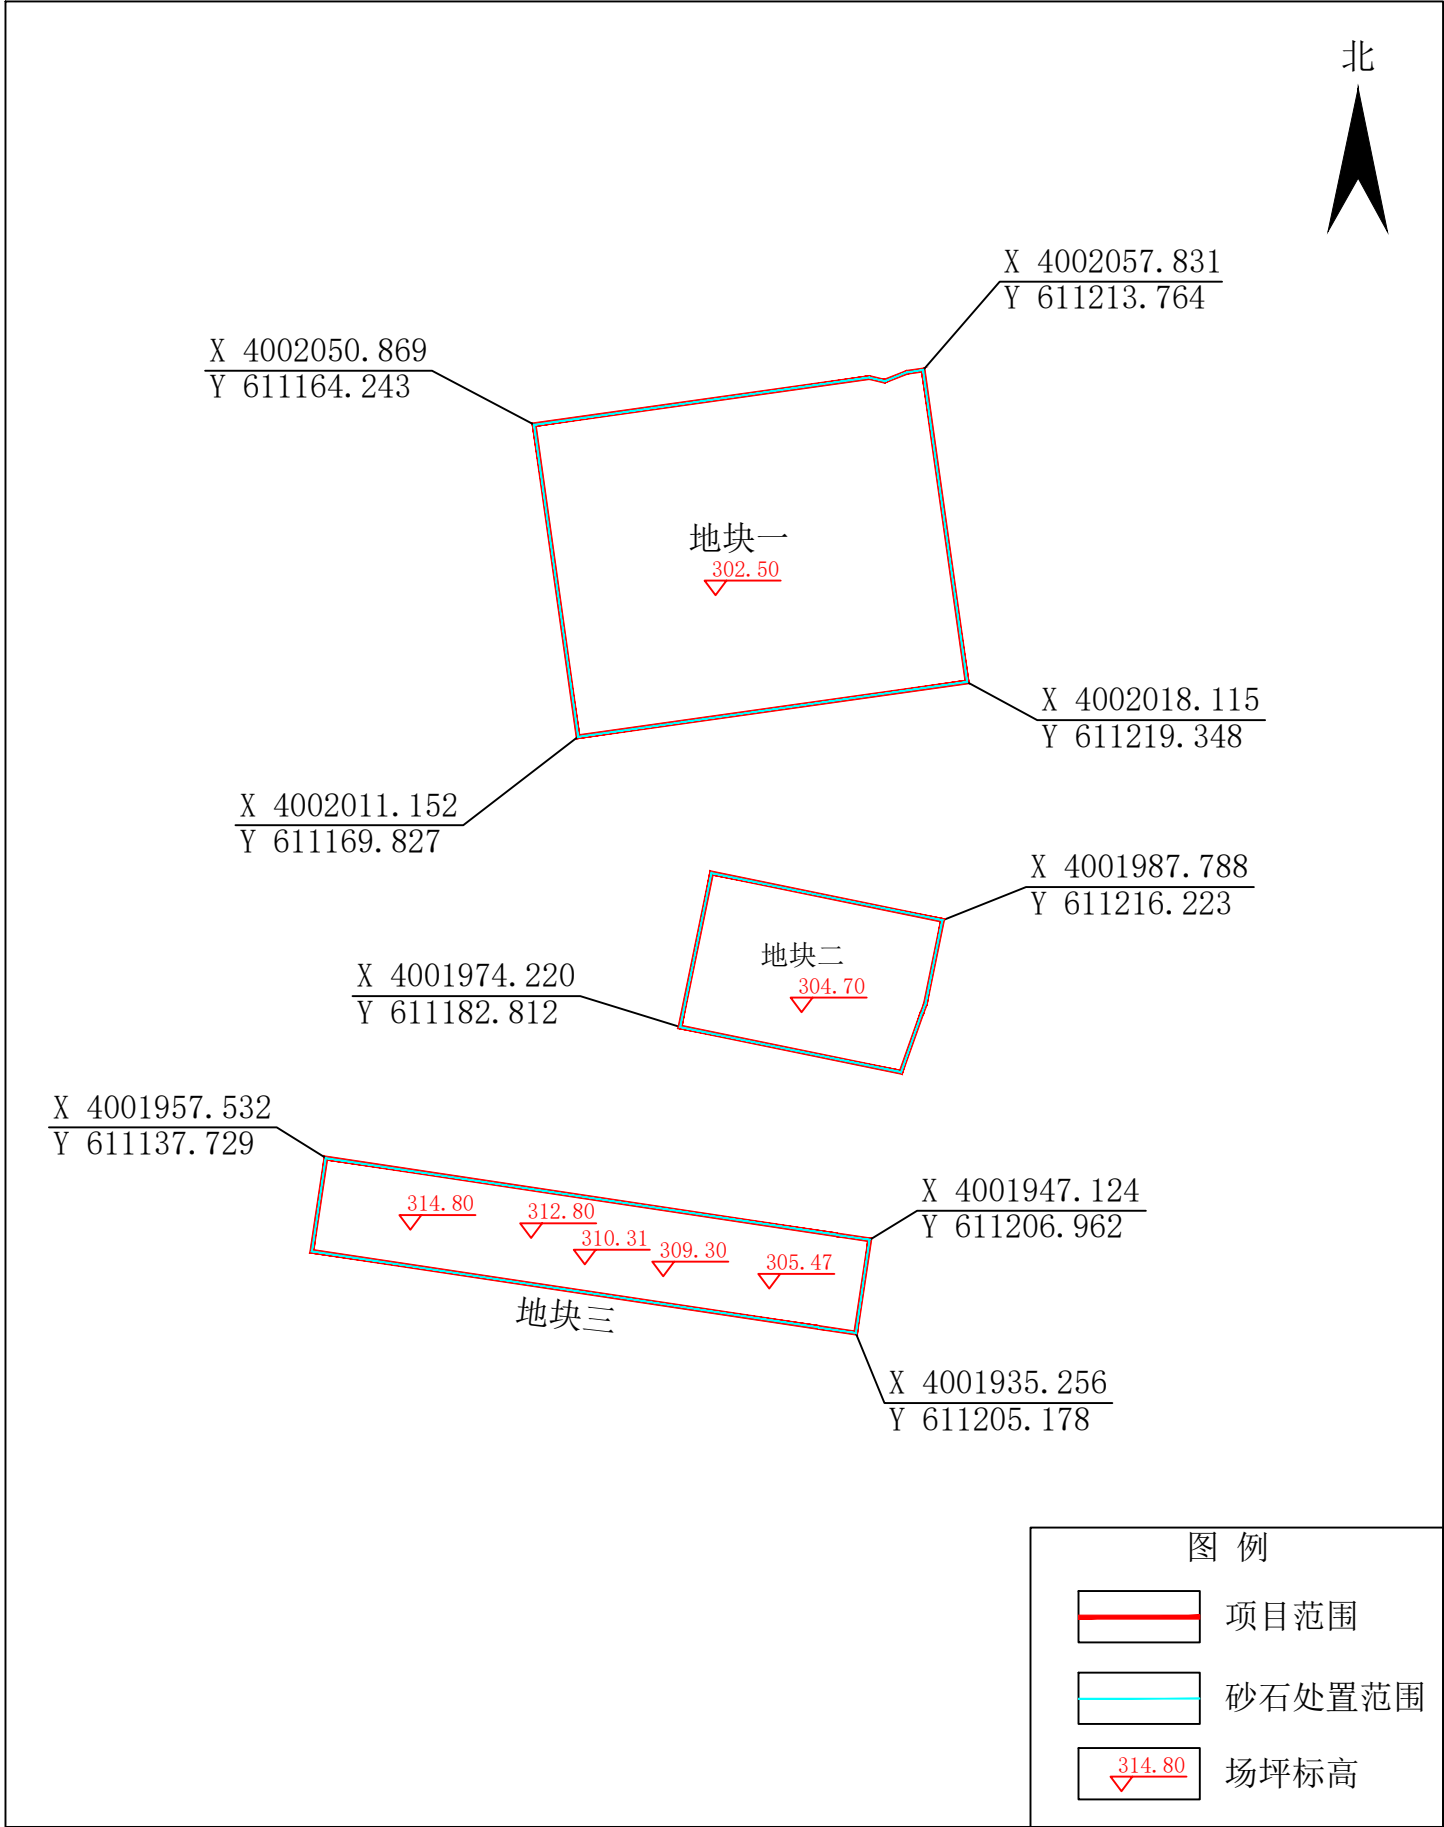 北
X 4002057.831
Y 611213.764
X 4002050.869
Y 611164.243
地块一
302.50
X 4002018.115
Y 611219.348
X 4002011.152
Y 611169.827
X 4001987.788
Y 611216.223
地块二
304.70
X 4001974.220
Y 611182.812
X 4001957.532
Y 611137.729
314.80
312.80
310.31
309.30
305.47
X 4001947.124
Y 611206.962
地块三
X 4001935.256
Y 611205.178
图 例
项目范围
砂石处置范围
314.80
场坪标高